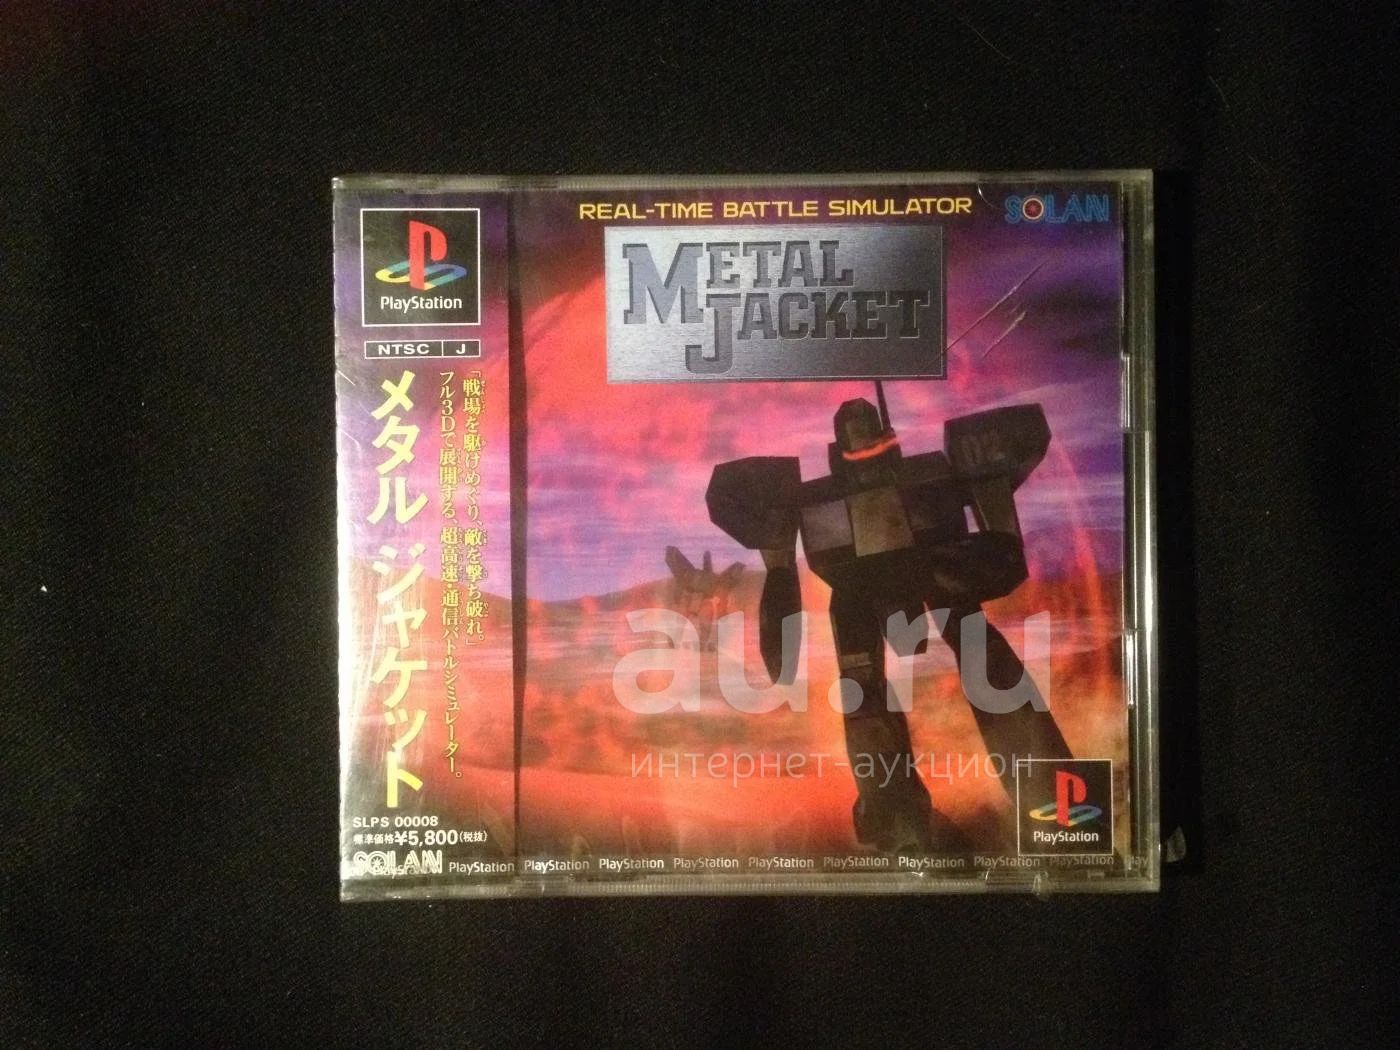 PlayStation
NTSC J
メタル ジャケット
「戦場を駆けめぐり、敵を撃ち破れ。」
フル3Dで展開する、超高速・通信バトルシミュレーター。
SLPS 00008
標準価格¥5,800(税抜)
SOLAN
REAL-TIME BATTLE SIMULATOR
SOLAN
METAL
JACKET
02
au.ru
интернет-аукцион
PlayStation
PlayStation PlayStation PlayStation PlayStation PlayStation PlayStation PlayStation PlayStation PlayStation